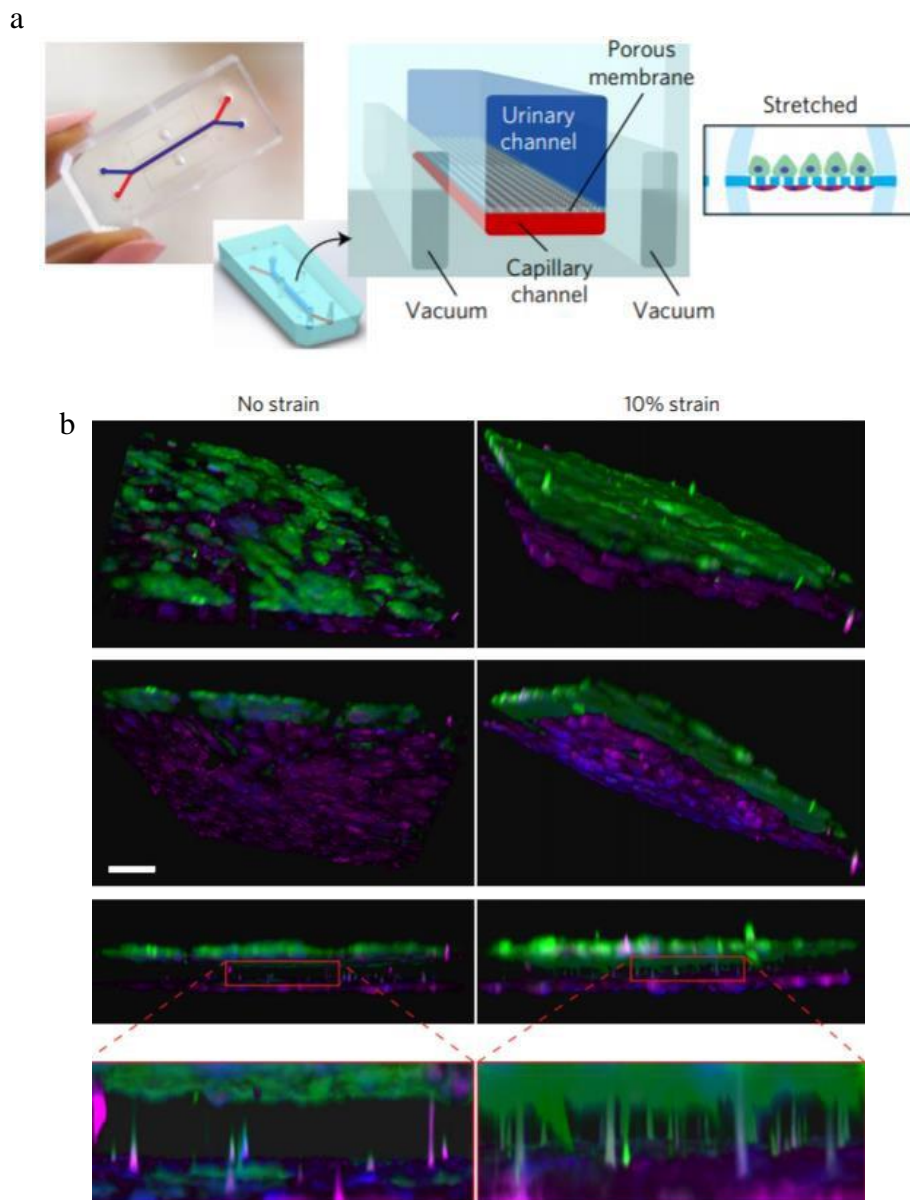 a
Porous
membrane
Urinary
channel
Stretched
Capillary
channel
Vacuum
Vacuum
b
No strain
10% strain